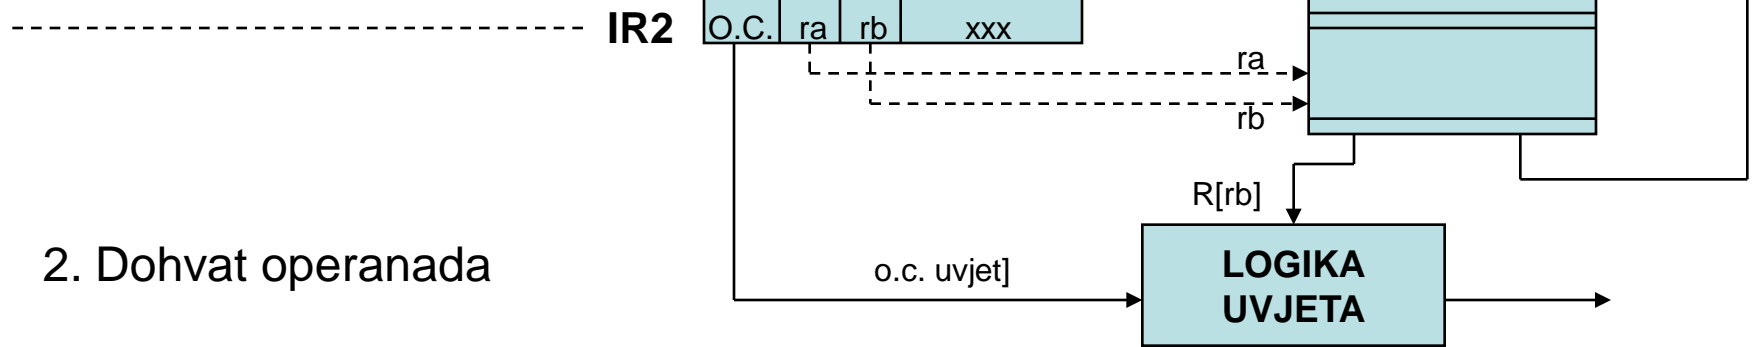 IR2 O.C. ra rb xxx
ra
rb
R[rb]
2. Dohvat operanada
o.c. uvjet]
LOGIKA
UVJETA